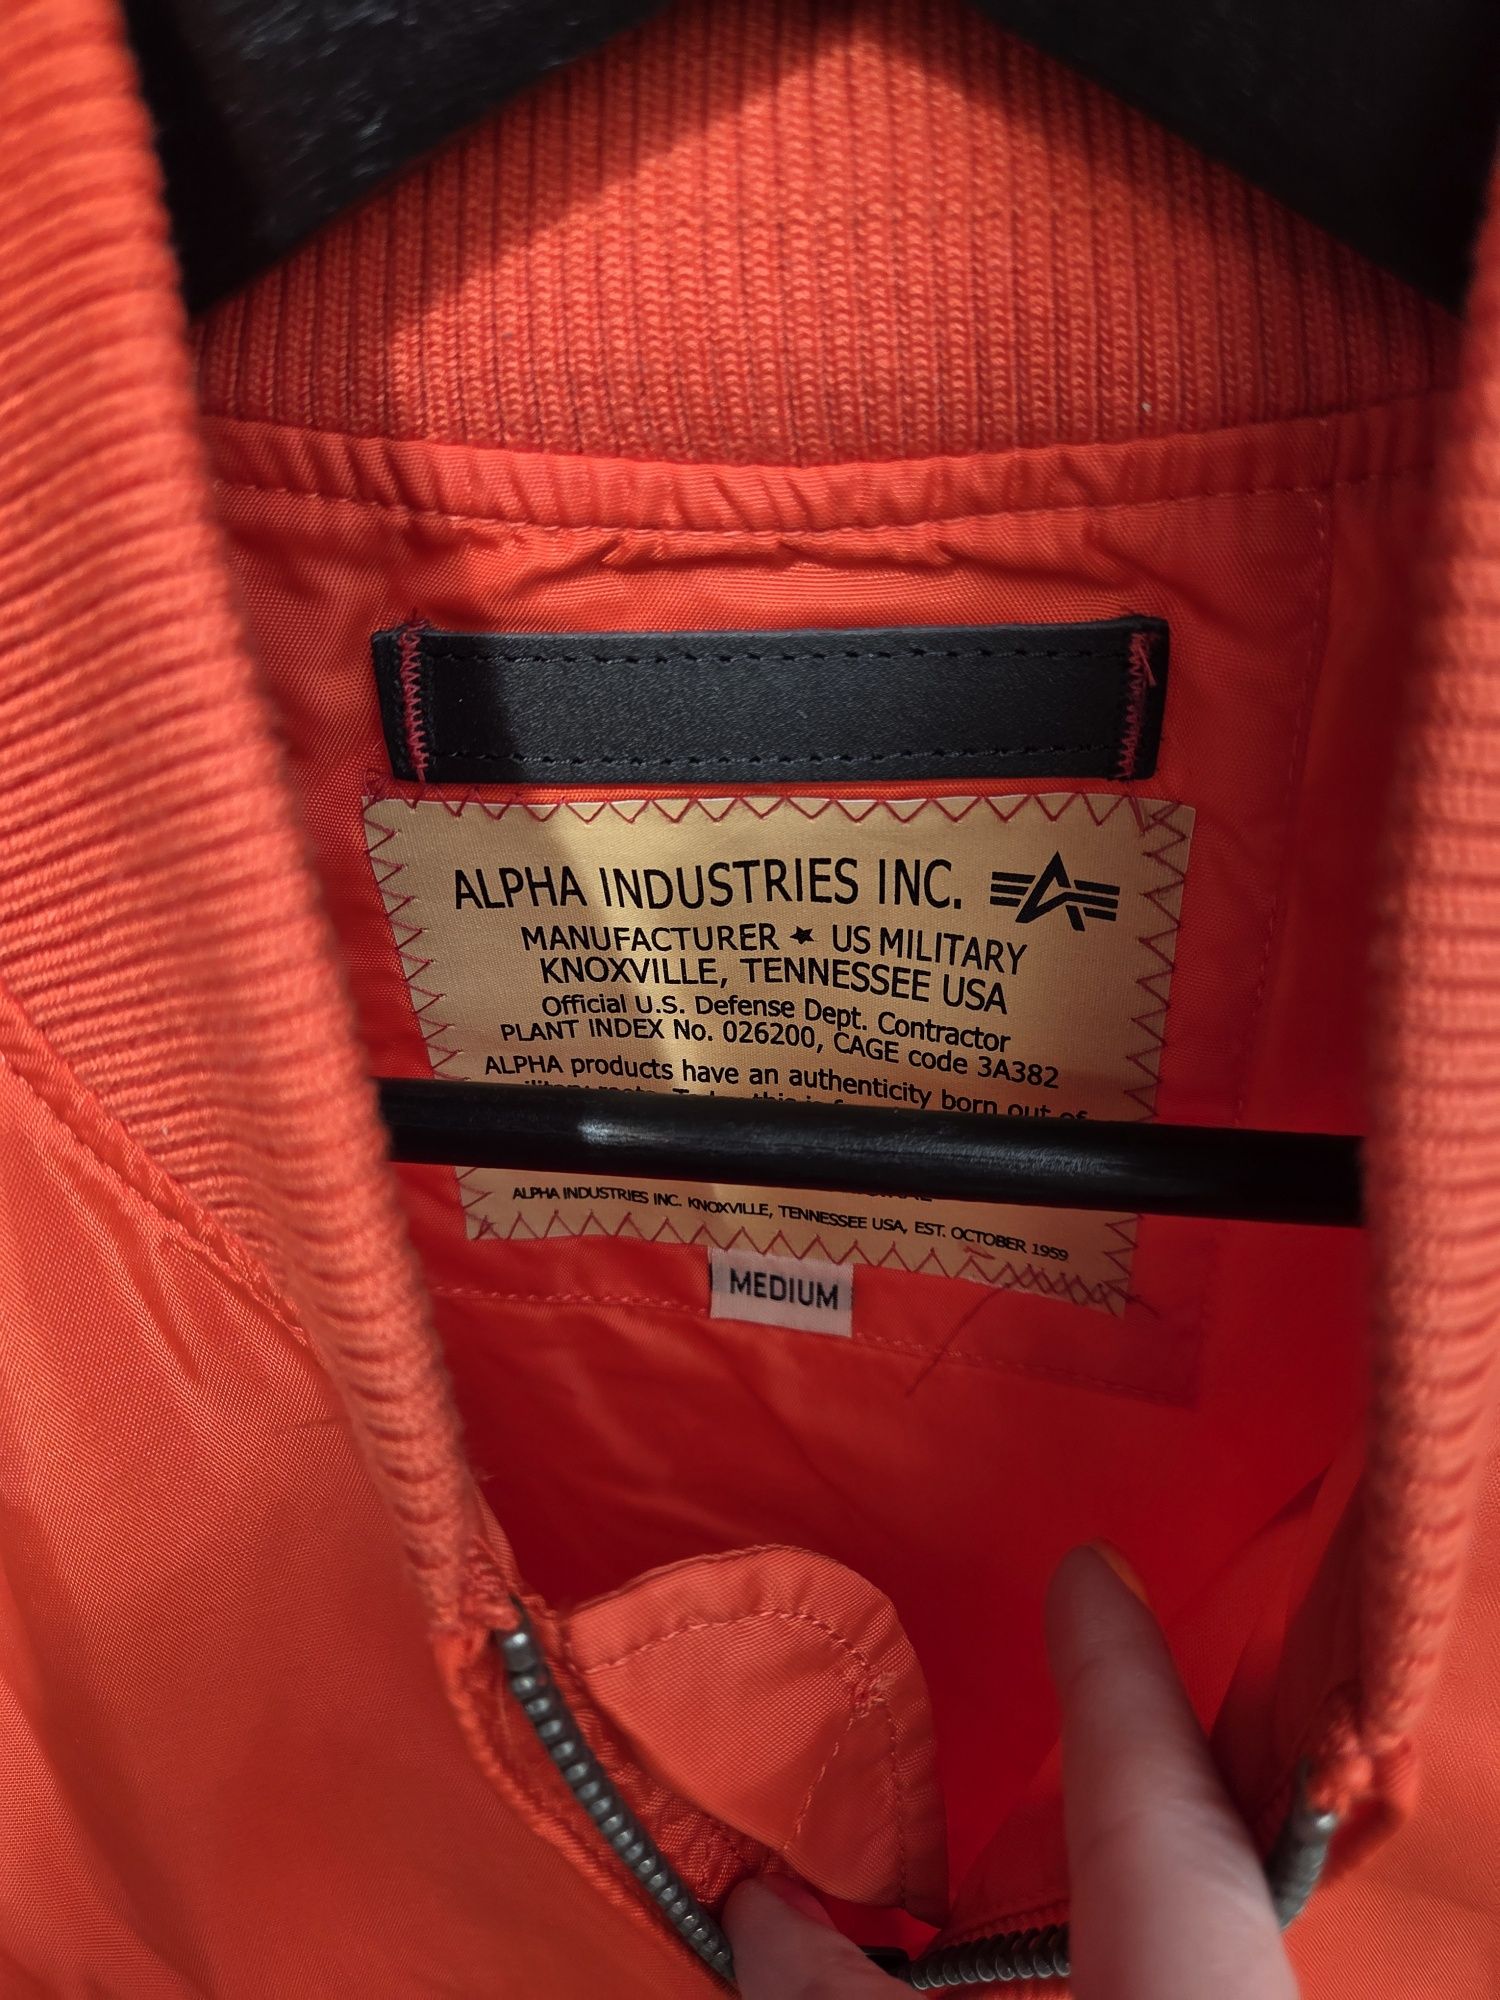 ALPHA INDUSTRIES INC.
MANUFACTURER ★ US MILITARY
KNOXVILLE, TENNESSEE USA
Official U.S. Defense Dept. Contractor
PLANT INDEX No. 026200, CAGE code 3A382
ALPHA products have an authenticity born out of
ALPHA INDUSTRIES INC. KNOXVILLE, TENNESSEE USA, EST. OCTOBER 1959
MEDIUM